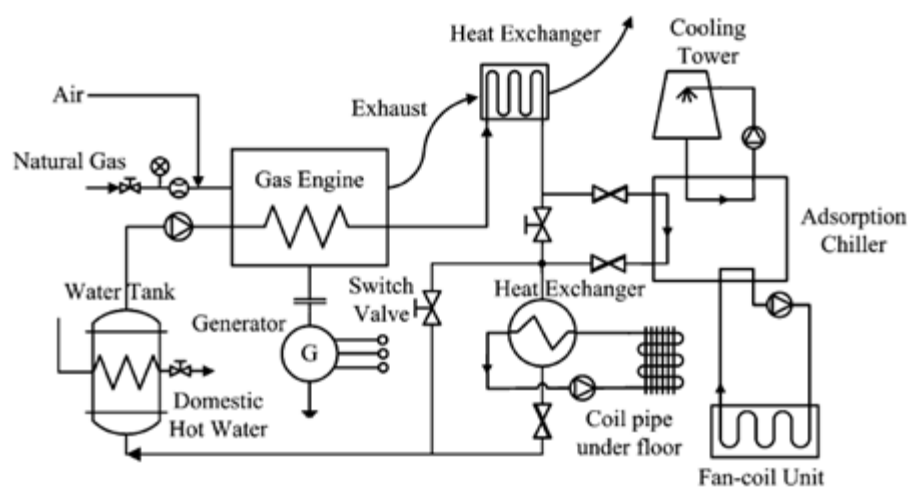 Cooling
Tower
Heat Exchanger
Air
Exhaust
Natural Gas
Gas Engine
Adsorption
Chiller
Water Tank
Switch
Valve
Heat Exchanger
Generator
G
Domestic
Hot Water
Coil pipe
under floor
Fan-coil Unit